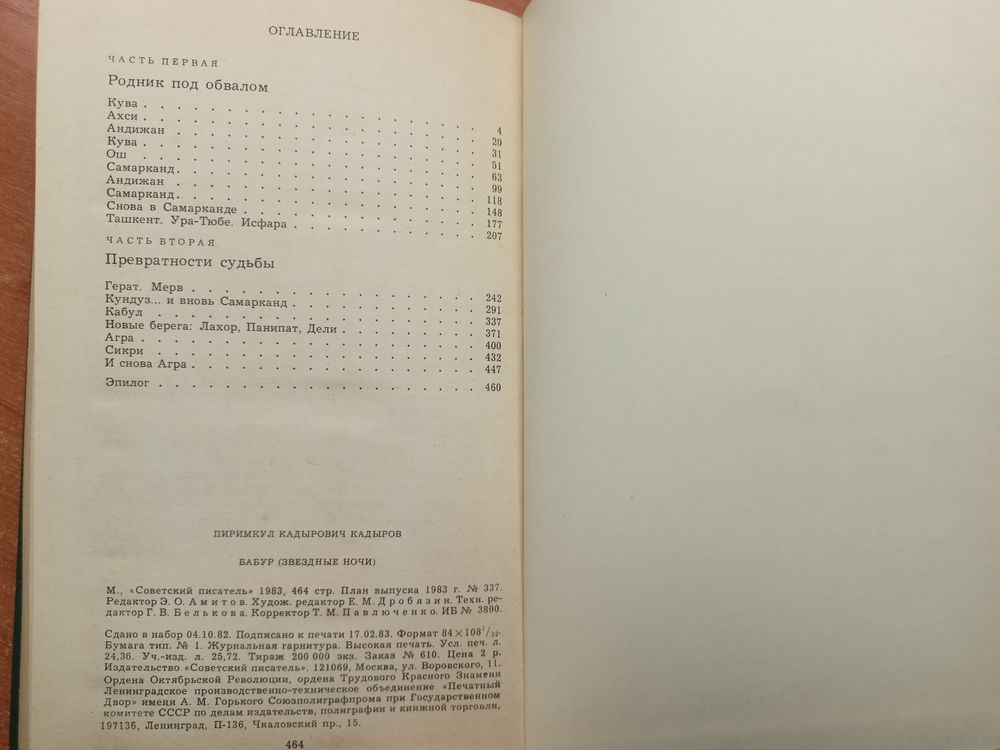 ОГЛАВЛЕНИЕ
ЧАСТЬ ПЕРВАЯ
Родник под обвалом
Кува . . . . . . . . . . . . . . . . . 4
Ахси . . . . . . . . . . . . . . . . . 20
Андижан . . . . . . . . . . . . . . . . 31
Кува . . . . . . . . . . . . . . . . . 51
Ош . . . . . . . . . . . . . . . . . 63
Самарканд . . . . . . . . . . . . . . . . 99
Андижан . . . . . . . . . . . . . . . . 118
Самарканд . . . . . . . . . . . . . . . . 148
Снова в Самарканде . . . . . . . . . . . . 177
Ташкент. Ура-Тюбе. Исфара . . . . . . . . . . 207
ЧАСТЬ ВТОРАЯ
Превратности судьбы
Герат. Мерв . . . . . . . . . . . . . . . 242
Кундуз... и вновь Самарканд . . . . . . . . . . 291
Кабул . . . . . . . . . . . . . . . . . 337
Новые берега: Лахор, Панипат, Дели . . . . . . . 371
Агра . . . . . . . . . . . . . . . . . 400
Сикри . . . . . . . . . . . . . . . . . 432
И снова Агра . . . . . . . . . . . . . . . 447
Эпилог . . . . . . . . . . . . . . . . . 460
ПИРИМКУЛ КАДЫРОВИЧ КАДЫРОВ
БАБУР (ЗВЕЗДНЫЕ НОЧИ)
М., «Советский писатель» 1983, 464 стр. План выпуска 1983 г. № 337.
Редактор Э. О. Амитов. Худож. редактор Е. М. Дробязин. Техн. ре-
дактор Г. В. Белькова. Корректор Т. М. Павлюченко. ИБ № 3800.
Сдано в набор 04.10.82. Подписано к печати 17.02.83. Формат 84×108¹/₃₂.
Бумага тип. № 1. Журнальная гарнитура. Высокая печать. Усл. печ. л.
24,36. Уч.-изд. л. 25,72. Тираж 200 000 экз. Заказ № 610. Цена 2 р.
Издательство «Советский писатель». 121069, Москва, ул. Воровского, 11.
Ордена Октябрьской Революции, ордена Трудового Красного Знамени
Ленинградское производственно-техническое объединение «Печатный
Двор» имени А. М. Горького Союзполиграфпрома при Государственном
комитете СССР по делам издательств, полиграфии и книжной торговли,
197136, Ленинград, П-136, Чкаловский пр., 15.
464